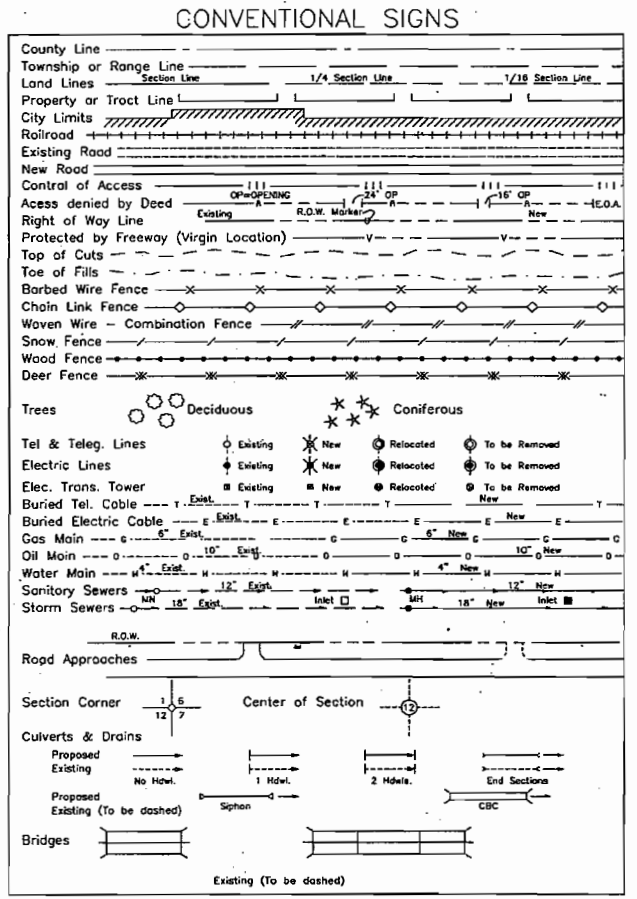 CONVENTIONAL SIGNS
County Line
Township or Range Line
Land Lines Section Line 1/4 Section Line 1/16 Section Line
Property or Tract Line
City Limits
Railroad
Existing Road
New Road
Control of Access
OP=OPENING 24' OP 16' OP
Acess denied by Deed A A A E.O.A.
Existing R.O.W. Marker New
Right of Way Line
Protected by Freeway (Virgin Location) V V
Top of Cuts
Toe of Fills
Barbed Wire Fence
Chain Link Fence
Woven Wire - Combination Fence
Snow Fence
Wood Fence
Deer Fence
Trees Deciduous Coniferous
Tel & Teleg. Lines Existing New Relocated To be Removed
Electric Lines Existing New Relocated To be Removed
Elec. Trans. Tower Existing New Relocated To be Removed
Buried Tel. Cable T Exist. T T T New T
Buried Electric Cable E Exist. E E E E New E
Gas Main G 6" Exist. G G 6" New G G
Oil Main O 10" Exist. O O O O 10" New O
Water Main H 4" Exist. H H H 4" New H H
Sanitory Sewers 12" Exist. 12" New
MN Inlet MH Inlet
Storm Sewers 18" Exist. 18" New
R.O.W.
Road Approaches
Section Corner 1 6 Center of Section 12
12 7
Culverts & Drains
Proposed
Existing
No Hdwl. 1 Hdwl. 2 Hdwls. End Sections
Proposed
Existing (To be dashed) Siphon CBC
Bridges
Existing (To be dashed)